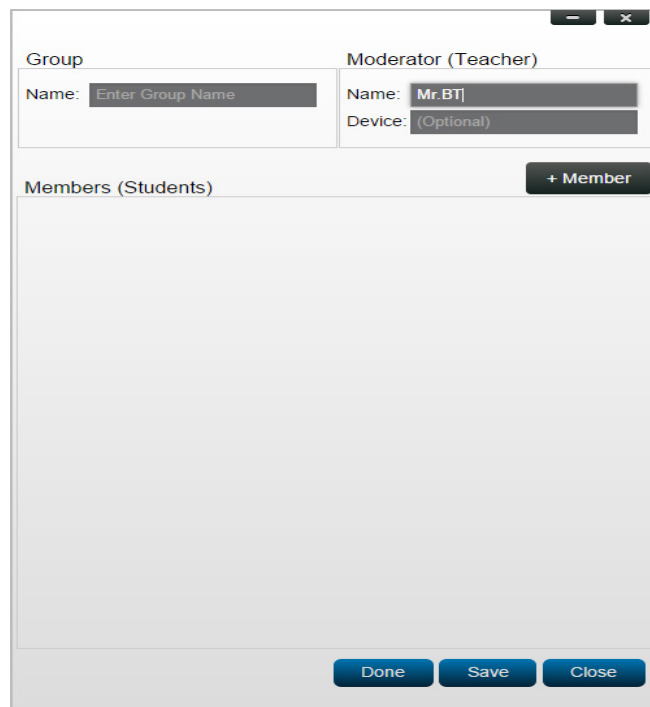 Group
Name: Enter Group Name
Moderator (Teacher)
Name: Mr.BT
Device: (Optional)
Members (Students)
+ Member
Done Save Close